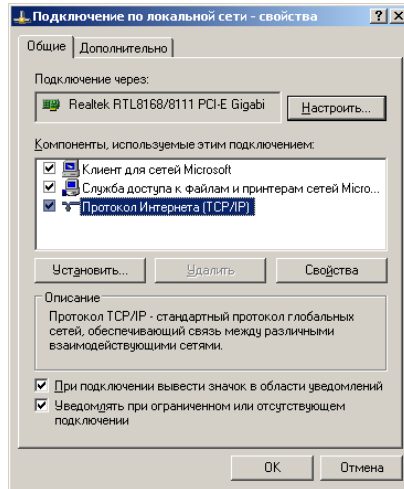 Подключение по локальной сети - свойства
Общие Дополнительно
Подключение через:
Realtek RTL8168/8111 PCI-E Gigabi Настроить...
Компоненты, используемые этим подключением:
Клиент для сетей Microsoft
Служба доступа к файлам и принтерам сетей Micro...
Протокол Интернета (TCP/IP)
Установить... Удалить Свойства
Описание
Протокол TCP/IP - стандартный протокол глобальных
сетей, обеспечивающий связь между различными
взаимодействующими сетями.
При подключении вывести значок в области уведомлений
Уведомлять при ограниченном или отсутствующем
подключении
OK Отмена